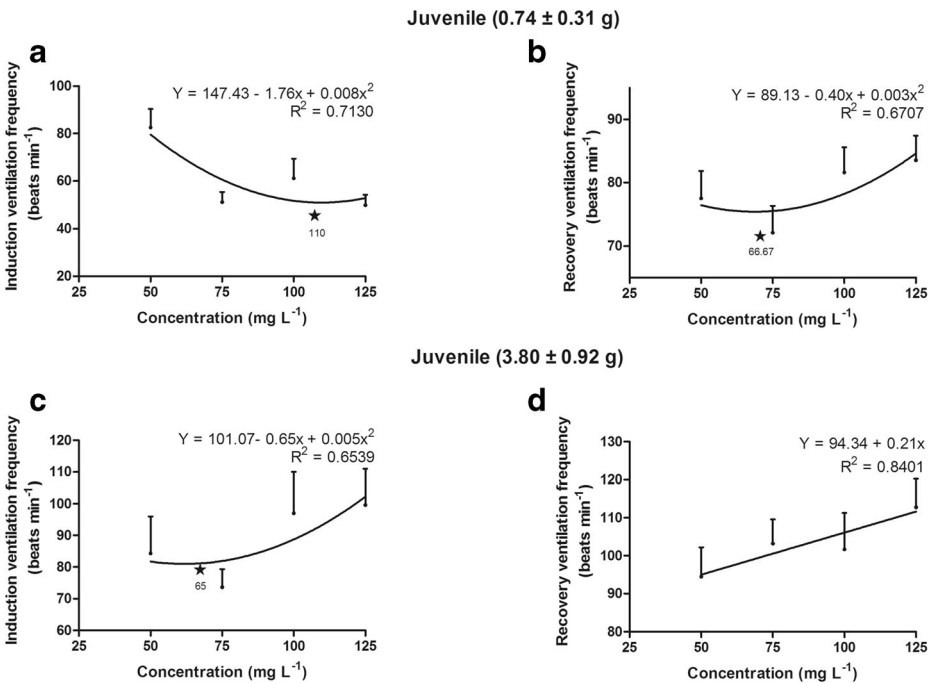 Juvenile (0.74 ± 0.31 g)
a
Induction ventilation frequency
(beats min⁻¹)
100
80
60
40
20
Y = 147.43 - 1.76x + 0.008x²
R² = 0.7130
110
25 50 75 100 125
Concentration (mg L⁻¹)
b
Recovery ventilation frequency
(beats min⁻¹)
90
80
70
Y = 89.13 - 0.40x + 0.003x²
R² = 0.6707
66.67
25 50 75 100 125
Concentration (mg L⁻¹)
Juvenile (3.80 ± 0.92 g)
c
Induction ventilation frequency
(beats min⁻¹)
120
110
100
90
80
70
60
Y = 101.07- 0.65x + 0.005x²
R² = 0.6539
65
25 50 75 100 125
Concentration (mg L⁻¹)
d
Recovery ventilation frequency
(beats min⁻¹)
130
120
110
100
90
80
Y = 94.34 + 0.21x
R² = 0.8401
25 50 75 100 125
Concentration (mg L⁻¹)